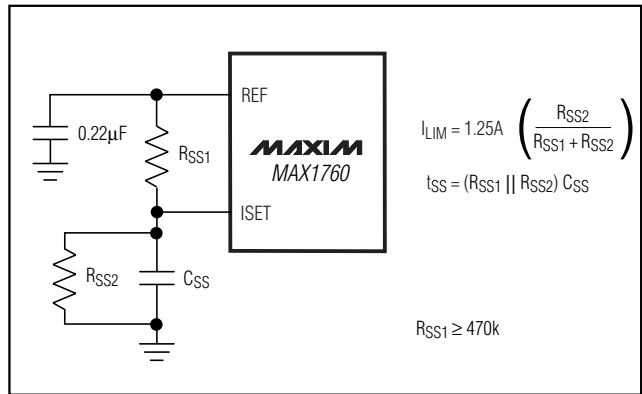 REF
0.22μF
RSS1
MAXIM
MAX1760
ISET
RSS2
CSS
ILIM = 1.25A ( RSS2 / RSS1 + RSS2 )
tSS = (RSS1 || RSS2) CSS
RSS1 ≥ 470k